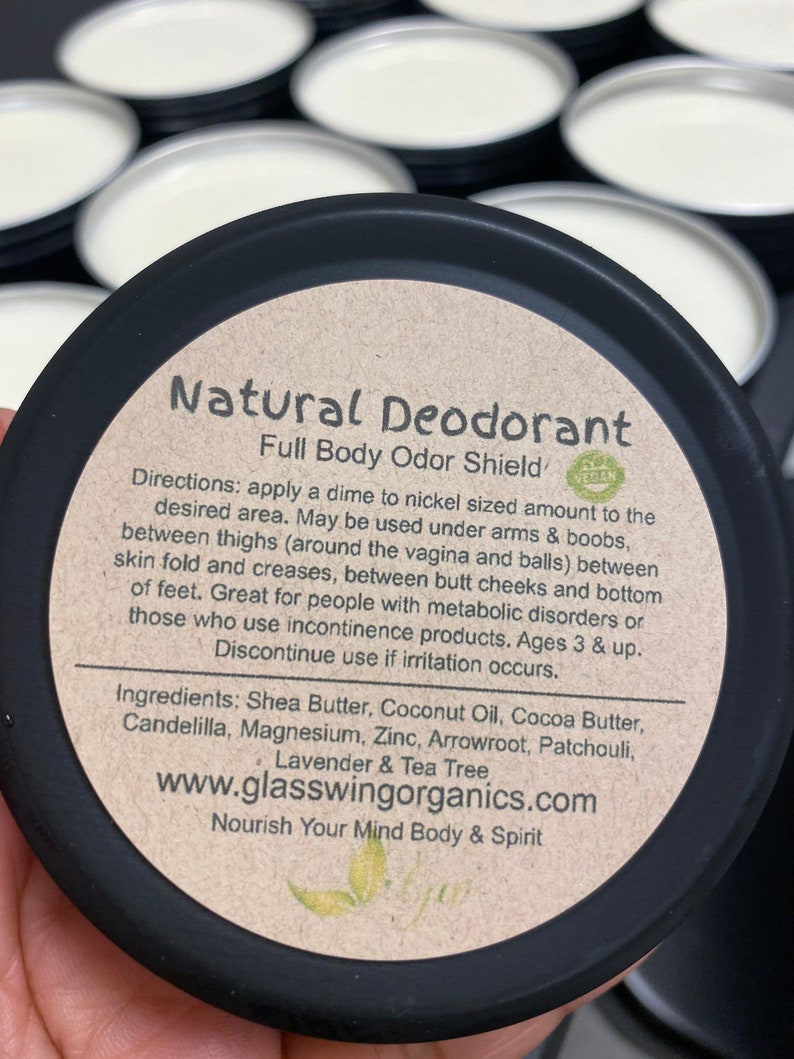 Natural Deodorant
Full Body Odor Shield
VEGAN
Directions: apply a dime to nickel sized amount to the
desired area. May be used under arms & boobs,
between thighs (around the vagina and balls) between
skin fold and creases, between butt cheeks and bottom
of feet. Great for people with metabolic disorders or
those who use incontinence products. Ages 3 & up.
Discontinue use if irritation occurs.
Ingredients: Shea Butter, Coconut Oil, Cocoa Butter,
Candelilla, Magnesium, Zinc, Arrowroot, Patchouli,
Lavender & Tea Tree
www.glasswingorganics.com
Nourish Your Mind Body & Spirit